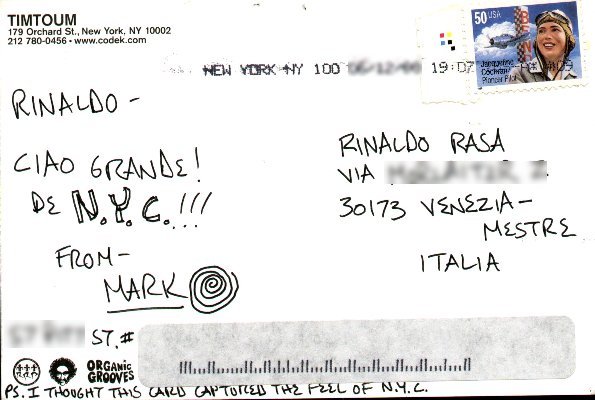 TIMTOUM
179 Orchard St., New York, NY 10002
212 780-0456 • www.codek.com
50 USA
Jacqueline
Cochran
Pioneer Pilot
NEW YORK NY 100
19:07
RINALDO -
CIAO GRANDE!
DE N.Y.C.!!!
FROM -
MARK
RINALDO RASA
VIA
30173 VENEZIA -
MESTRE
ITALIA
ST. #
ORGANIC
GROOVES
PS. I THOUGHT THIS CARD CAPTURED THE FEEL OF N.Y.C.